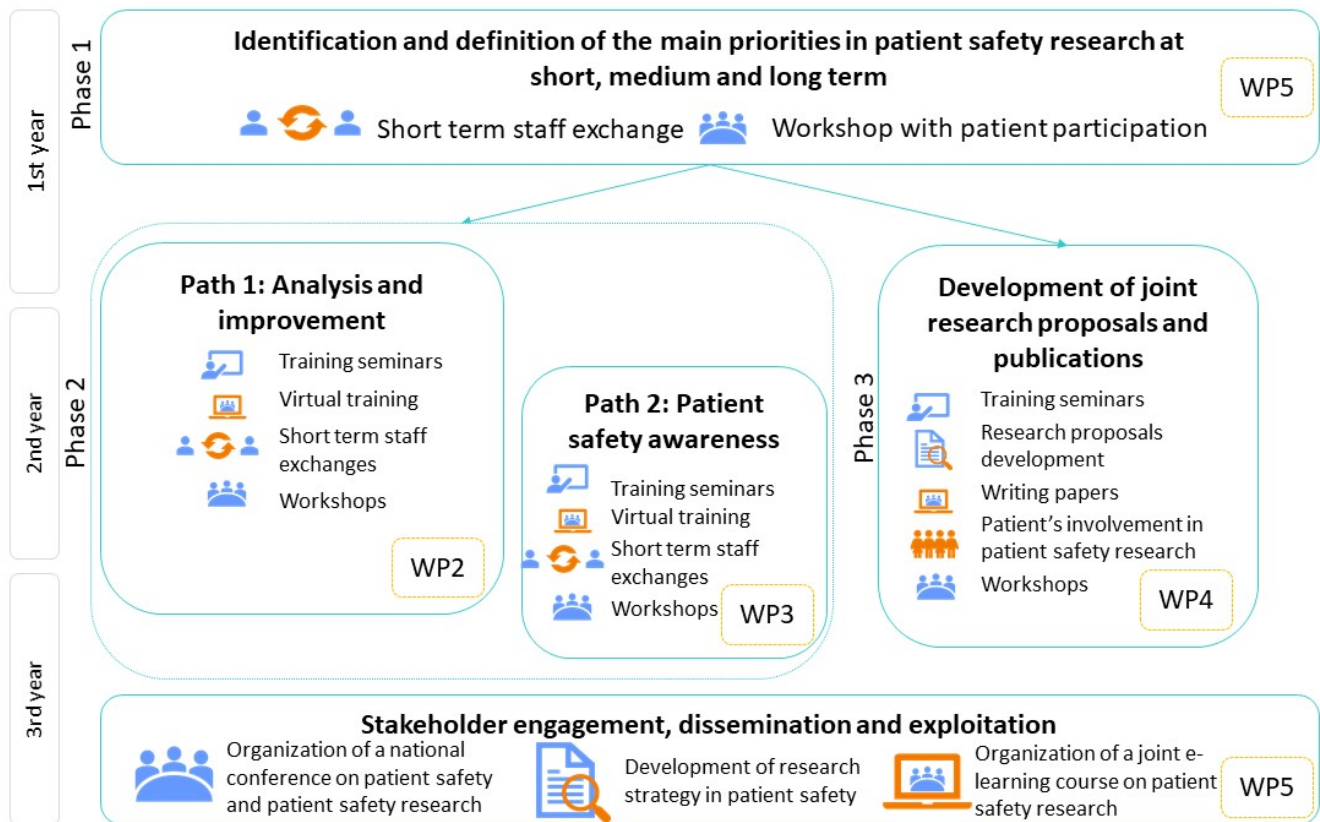 1st year
Phase 1
Identification and definition of the main priorities in patient safety research at
short, medium and long term
WP5
Short term staff exchange
Workshop with patient participation
2nd year
Phase 2
Path 1: Analysis and
improvement
Training seminars
Virtual training
Short term staff
exchanges
Workshops
WP2
Path 2: Patient
safety awareness
Training seminars
Virtual training
Short term staff
exchanges
Workshops
WP3
Phase 3
Development of joint
research proposals and
publications
Training seminars
Research proposals
development
Writing papers
Patient’s involvement in
patient safety research
Workshops
WP4
3rd year
Stakeholder engagement, dissemination and exploitation
Organization of a national
conference on patient safety
and patient safety research
Development of research
strategy in patient safety
Organization of a joint e-
learning course on patient
safety research
WP5